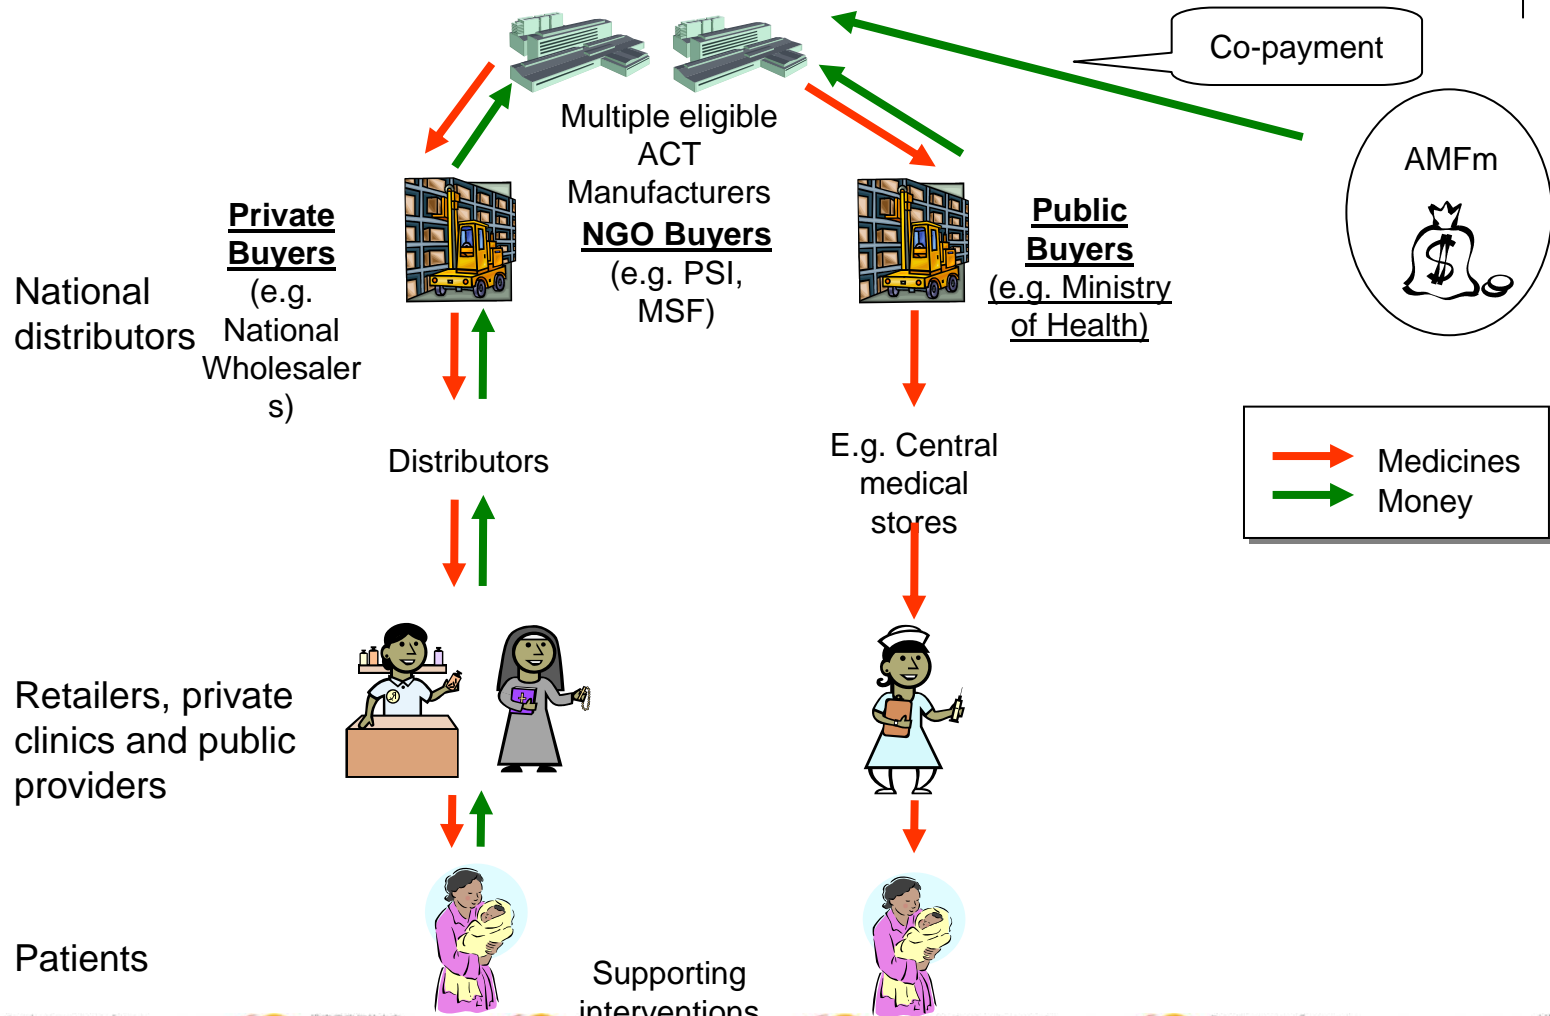 Co-payment
Multiple eligible
ACT
Manufacturers
AMFm
Private
Buyers
(e.g.
National
Wholesaler
s)
NGO Buyers
(e.g. PSI,
MSF)
Public
Buyers
(e.g. Ministry
of Health)
National
distributors
Distributors
E.g. Central
medical
stores
Medicines
Money
Retailers, private
clinics and public
providers
Patients
Supporting
interventions